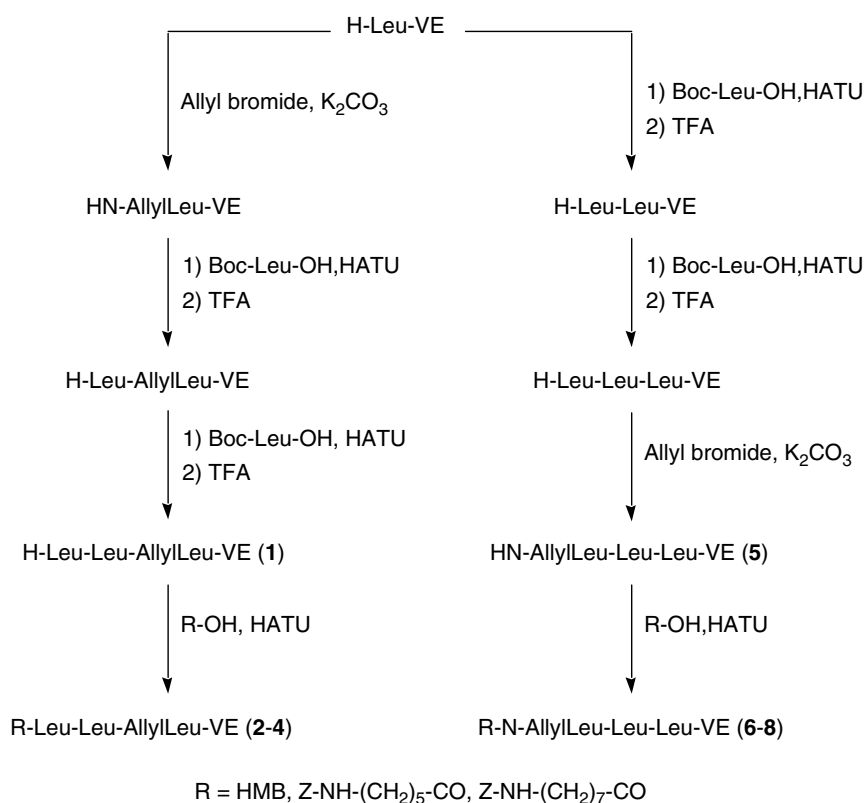 H-Leu-VE
Allyl bromide, K₂CO₃
1) Boc-Leu-OH,HATU
2) TFA
HN-AllylLeu-VE
H-Leu-Leu-VE
1) Boc-Leu-OH,HATU
2) TFA
1) Boc-Leu-OH,HATU
2) TFA
H-Leu-AllylLeu-VE
H-Leu-Leu-Leu-VE
1) Boc-Leu-OH, HATU
2) TFA
Allyl bromide, K₂CO₃
H-Leu-Leu-AllylLeu-VE (1)
HN-AllylLeu-Leu-Leu-VE (5)
R-OH, HATU
R-OH,HATU
R-Leu-Leu-AllylLeu-VE (2-4)
R-N-AllylLeu-Leu-Leu-VE (6-8)
R = HMB, Z-NH-(CH₂)₅-CO, Z-NH-(CH₂)₇-CO